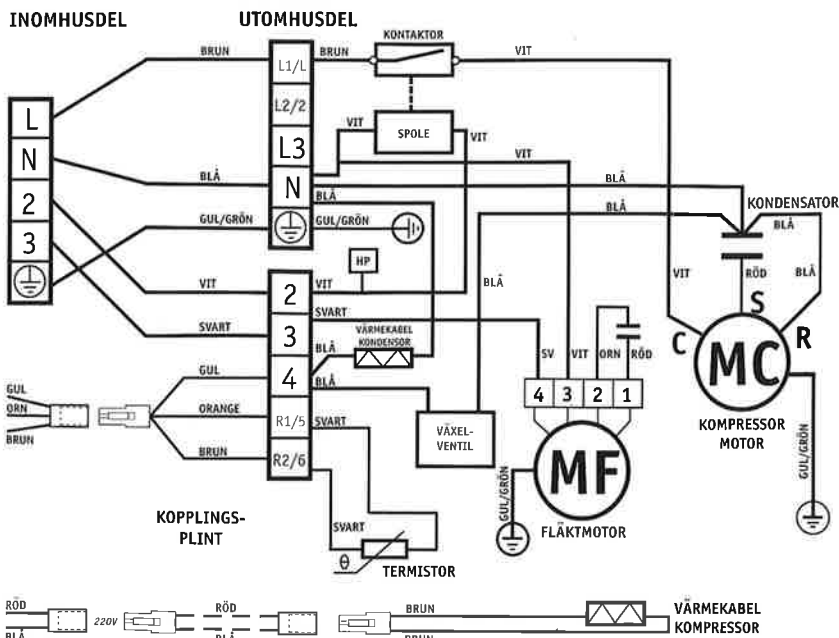 INOMHUSDEL
UTOMHUSDEL
KONTAKTOR
BRUN
L1/L
BRUN
VIT
L
L2/2
SPOLE
VIT
VIT
N
L3
VIT
BLÅ
N
BLÅ
BLÅ
BLÅ
KONDENSATOR
2
GUL/GRÖN
GUL/GRÖN
BLÅ
3
HP
BLÅ
VIT
RÖD
BLÅ
VIT
2
VIT
SVART
S
SVART
3
VÄRMEKABEL
KONDENSOR
C
R
BLÅ
SV
VIT
ORN
RÖD
MC
GUL
4
BLÅ
4
3
2
1
GUL
ORN
BRUN
ORANGE
R1/5
SVART
VÄXEL-
VENTIL
KOMPRESSOR
MOTOR
BRUN
R2/6
MF
GUL/GRÖN
GUL/GRÖN
KOPPLINGS-
PLINT
SVART
FLÄKTMOTOR
θ
TERMISTOR
RÖD
220V
RÖD
BRUN
VÄRMEKABEL
KOMPRESSOR
BLÅ
BLÅ
BRUN